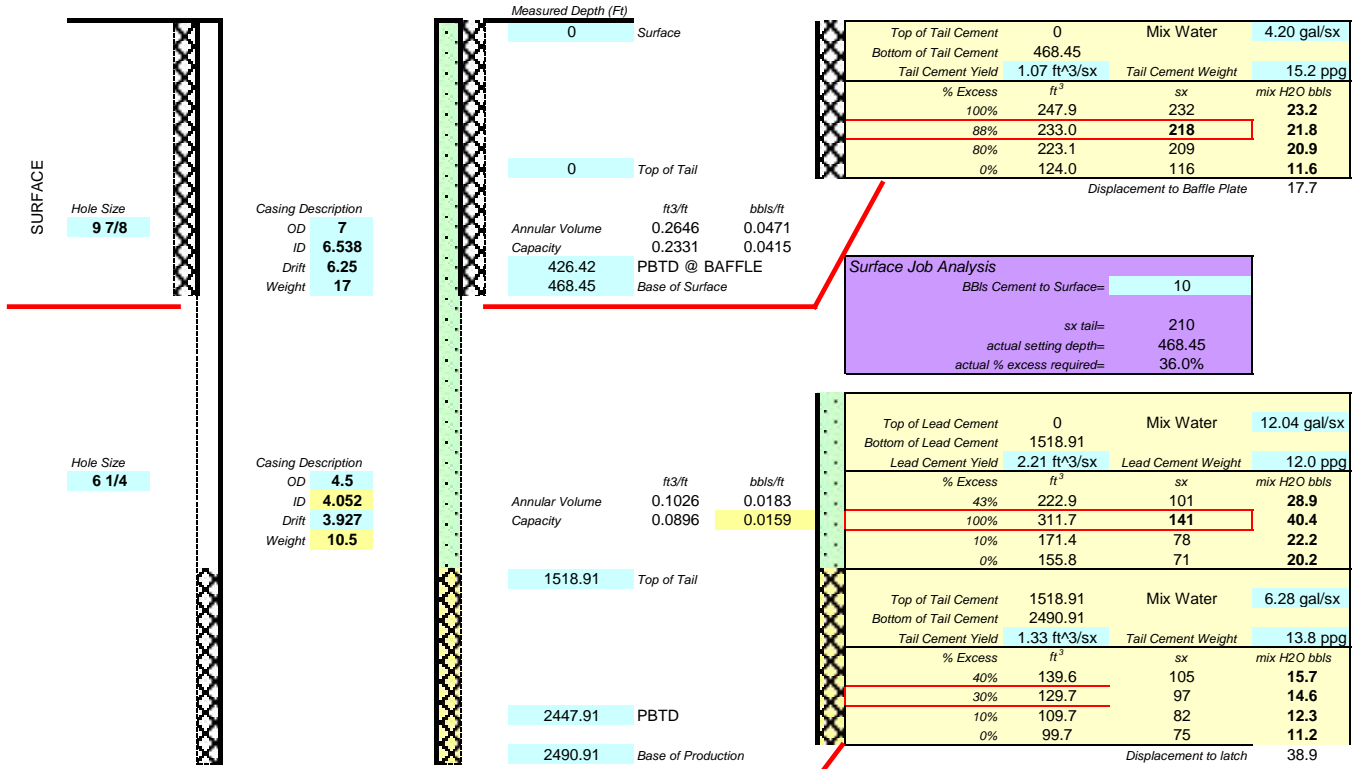 Measured Depth (Ft)
0 Surface
0 Top of Tail
SURFACE
Hole Size
9 7/8
Casing Description
OD 7
ID 6.538
Drift 6.25
Weight 17
ft3/ft bbls/ft
Annular Volume 0.2646 0.0471
Capacity 0.2331 0.0415
426.42 PBTD @ BAFFLE
468.45 Base of Surface
Top of Tail Cement 0 Mix Water 4.20 gal/sx
Bottom of Tail Cement 468.45
Tail Cement Yield 1.07 ft^3/sx Tail Cement Weight 15.2 ppg
% Excess ft³ sx mix H2O bbls
100% 247.9 232 23.2
88% 233.0 218 21.8
80% 223.1 209 20.9
0% 124.0 116 11.6
Displacement to Baffle Plate 17.7
Surface Job Analysis
BBls Cement to Surface= 10
sx tail= 210
actual setting depth= 468.45
actual % excess required= 36.0%
Hole Size
6 1/4
Casing Description
OD 4.5
ID 4.052
Drift 3.927
Weight 10.5
ft3/ft bbls/ft
Annular Volume 0.1026 0.0183
Capacity 0.0896 0.0159
1518.91 Top of Tail
2447.91 PBTD
2490.91 Base of Production
Top of Lead Cement 0 Mix Water 12.04 gal/sx
Bottom of Lead Cement 1518.91
Lead Cement Yield 2.21 ft^3/sx Lead Cement Weight 12.0 ppg
% Excess ft³ sx mix H2O bbls
43% 222.9 101 28.9
100% 311.7 141 40.4
10% 171.4 78 22.2
0% 155.8 71 20.2
Top of Tail Cement 1518.91 Mix Water 6.28 gal/sx
Bottom of Tail Cement 2490.91
Tail Cement Yield 1.33 ft^3/sx Tail Cement Weight 13.8 ppg
% Excess ft³ sx mix H2O bbls
40% 139.6 105 15.7
30% 129.7 97 14.6
10% 109.7 82 12.3
0% 99.7 75 11.2
Displacement to latch 38.9